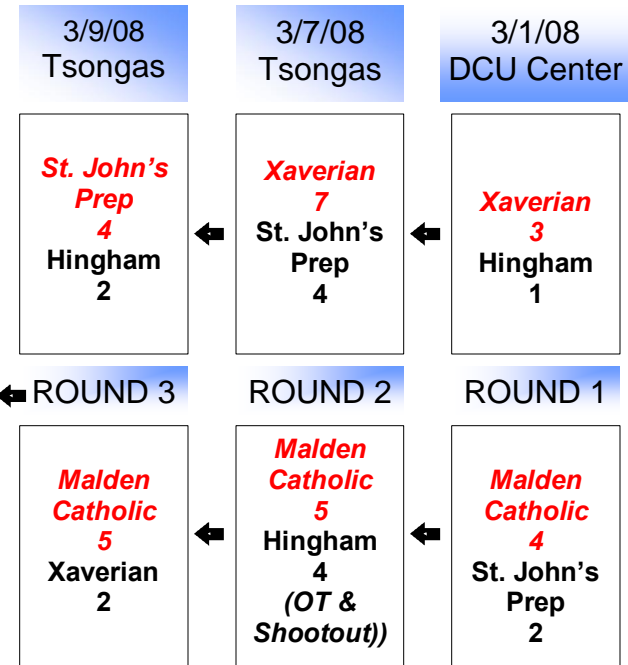 3/9/08
Tsongas
3/7/08
Tsongas
3/1/08
DCU Center
St. John’s
Prep
4
Hingham
2
Xaverian
7
St. John’s
Prep
4
Xaverian
3
Hingham
1
ROUND 3
ROUND 2
ROUND 1
Malden
Catholic
5
Xaverian
2
Malden
Catholic
5
Hingham
4
(OT &
Shootout))
Malden
Catholic
4
St. John’s
Prep
2